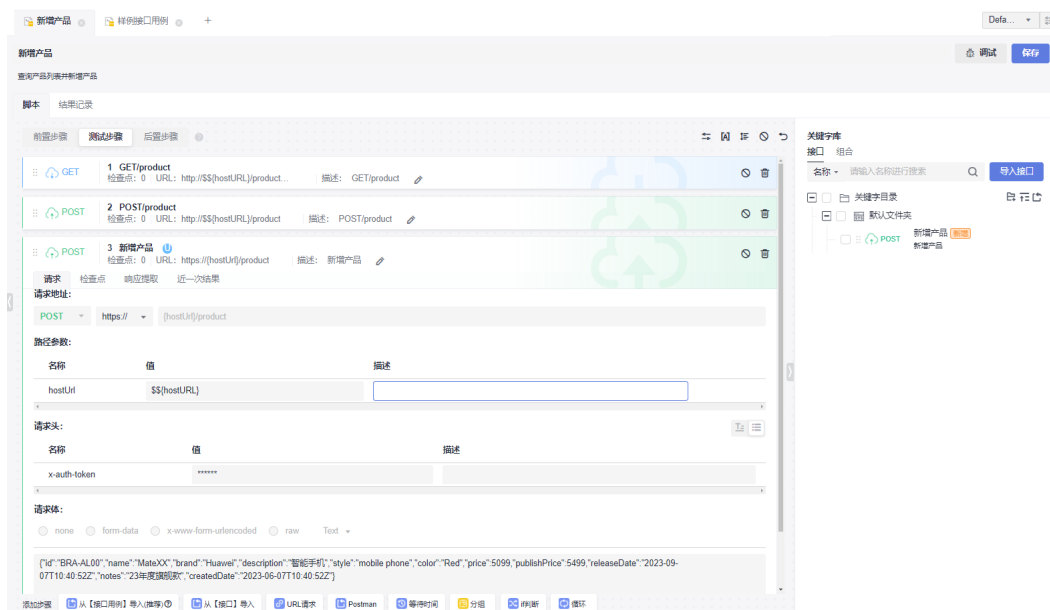 新增产品 样例接口用例 + Defa...
新增产品 调试 保存
查询产品列表并新增产品
脚本 结果记录
前置步骤 测试步骤 后置步骤 [A] 关键字库
接口 组合
GET 1 GET/product
检查点: 0 URL: http://$${hostURL}/product... 描述: GET/product
名称 请输入名称进行搜索 导入接口
关键字目录
POST 2 POST/product
检查点: 0 URL: http://$${hostURL}/product 描述: POST/product
默认文件夹
POST 新增产品 新增
新增产品
POST 3 新增产品
检查点: 0 URL: https://{hostUrl}/product 描述: 新增产品
请求 检查点 响应提取 近一次结果
请求地址:
POST https:// {hostUrl}/product
路径参数:
名称 值 描述
hostUrl $${hostURL}
请求头:
名称 值 描述
x-auth-token ******
请求体:
none form-data x-www-form-urlencoded raw Text
{"id":"BRA-AL00","name":"MateXX","brand":"Huawei","description":"智能手机","style":"mobile phone","color":"Red","price":5099,"publishPrice":5499,"releaseDate":"2023-09-
07T10:40:52Z","notes":"23年度旗舰款","createdDate":"2023-06-07T10:40:52Z"}
添加步骤 从【接口用例】导入(推荐) 从【接口】导入 URL请求 Postman 等待时间 分组 if判断 循环